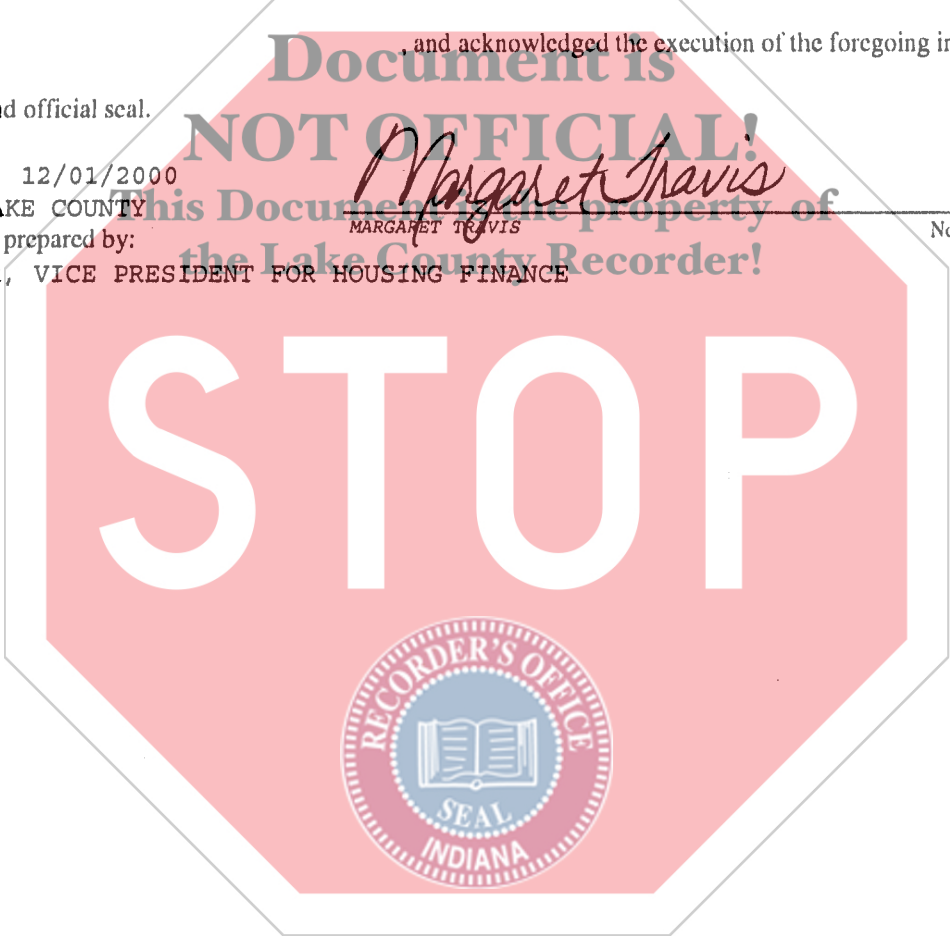 Document is
, and acknowledged the execution of the foregoing in
d official seal.
NOT OFFICIAL!
Margaret Travis
12/01/2000
This Document is the property of
AKE COUNTY
MARGARET TRAVIS
prepared by:
the Lake County Recorder!
, VICE PRESIDENT FOR HOUSING FINANCE
STOP
RECORDER'S OFFICE
SEAL
INDIANA